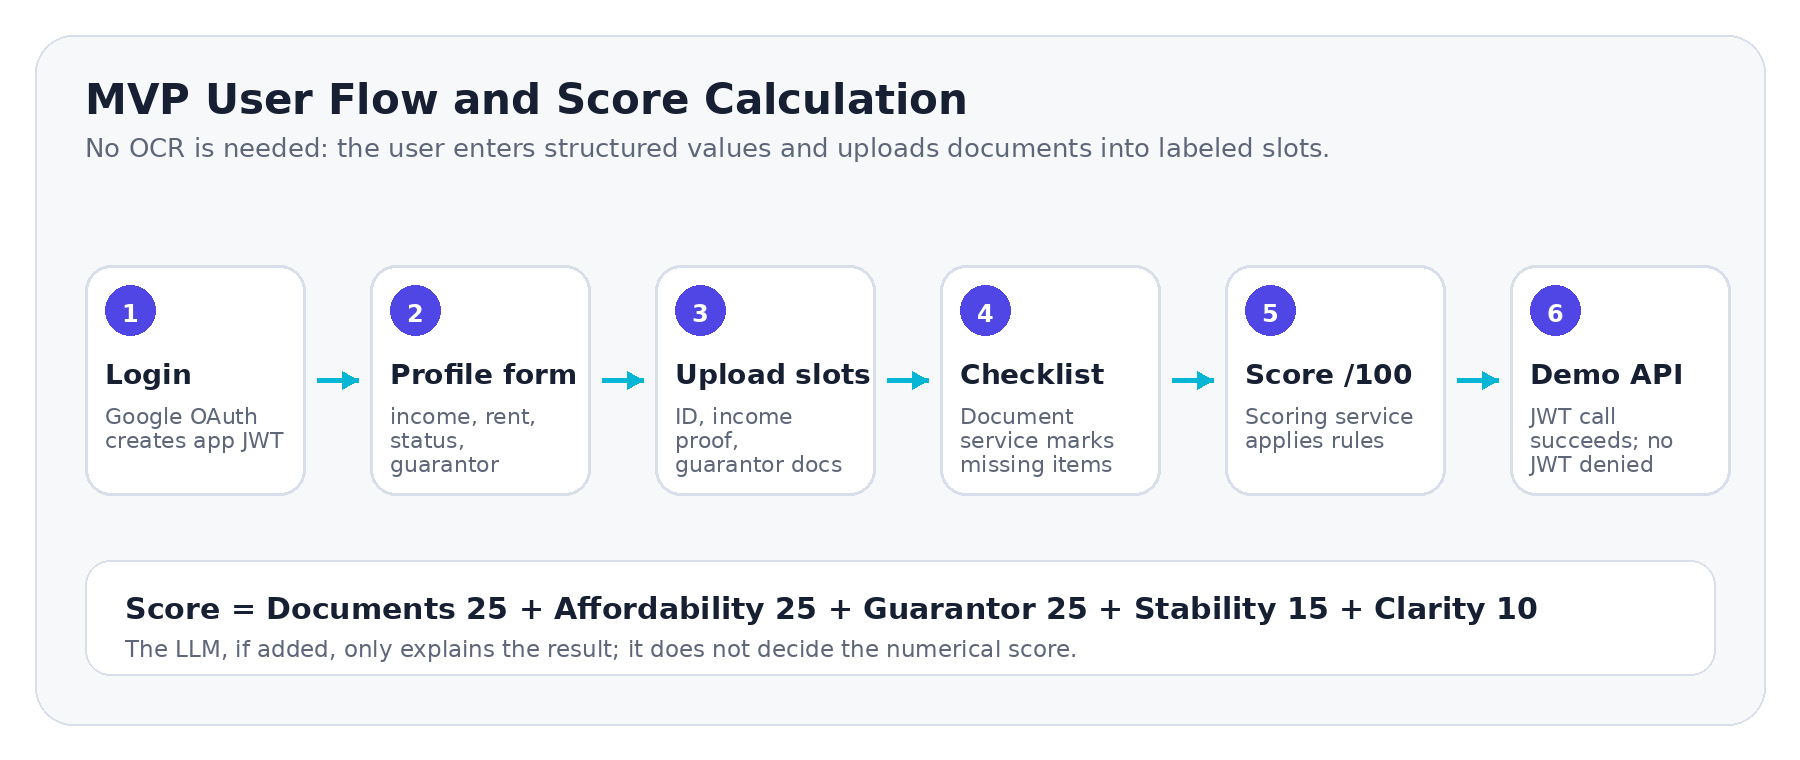 MVP User Flow and Score Calculation
No OCR is needed: the user enters structured values and uploads documents into labeled slots.
1
Login
Google OAuth
creates app JWT
2
Profile form
income, rent,
status,
guarantor
3
Upload slots
ID, income
proof,
guarantor docs
4
Checklist
Document
service marks
missing items
5
Score /100
Scoring service
applies rules
6
Demo API
JWT call
succeeds; no
JWT denied
Score = Documents 25 + Affordability 25 + Guarantor 25 + Stability 15 + Clarity 10
The LLM, if added, only explains the result; it does not decide the numerical score.